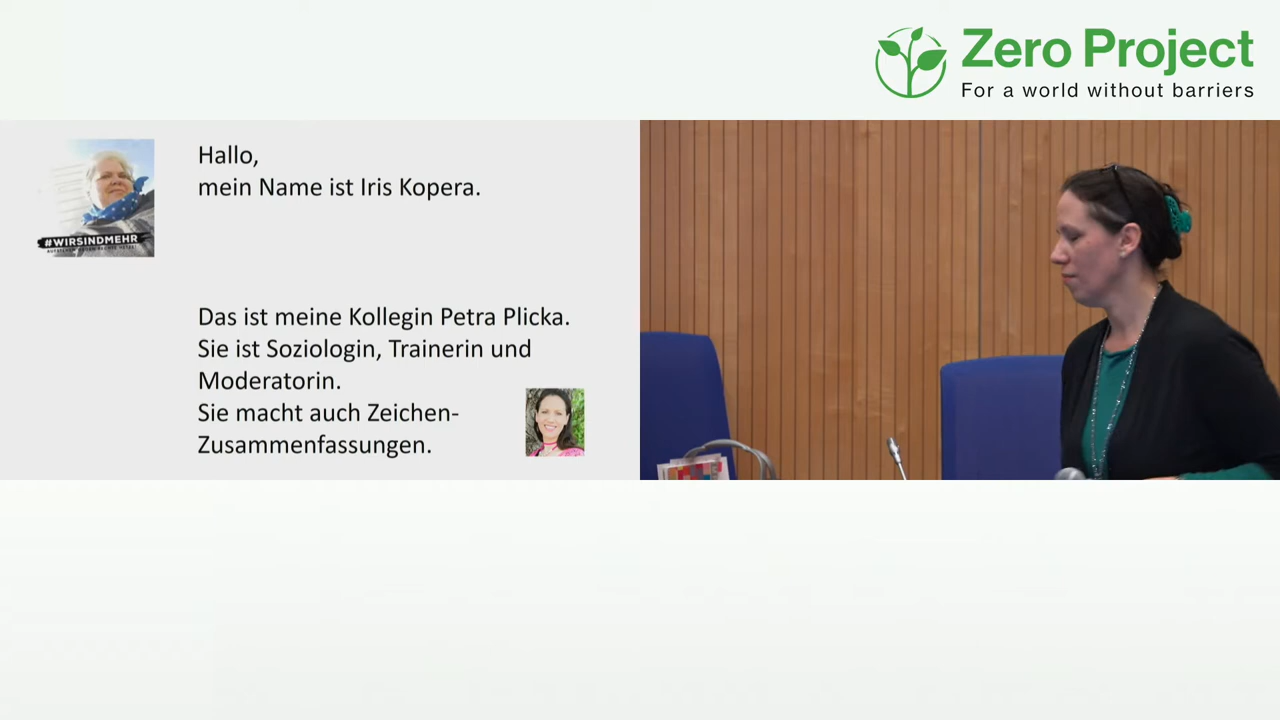 Zero Project
For a world without barriers
Hallo,
mein Name ist Iris Kopera.
#WIRSINDMEHR
Das ist meine Kollegin Petra Plicka.
Sie ist Soziologin, Trainerin und
Moderatorin.
Sie macht auch Zeichen-
Zusammenfassungen.